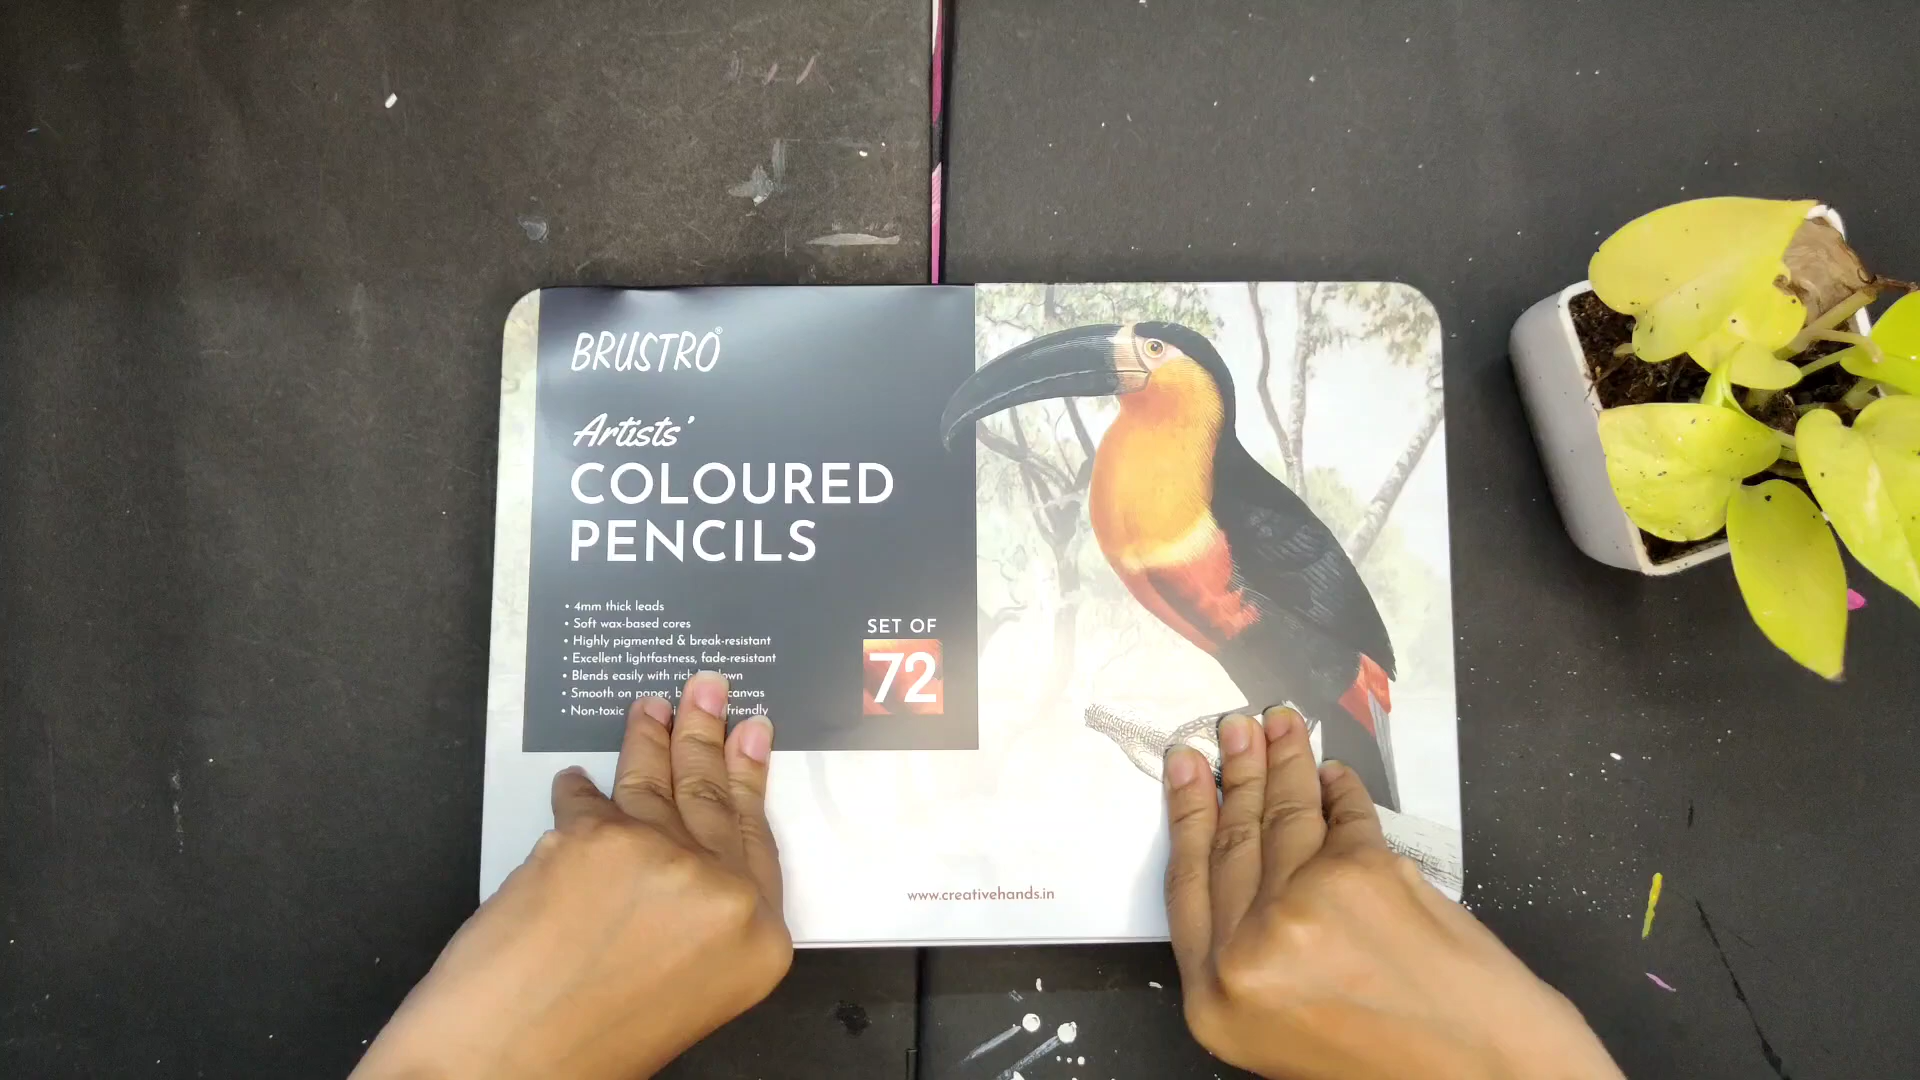 BRUSTRO®
Artists'
COLOURED
PENCILS
• 4mm thick leads
• Soft wax-based cores
• Highly pigmented & break-resistant
• Excellent lightfastness, fade-resistant
• Blends easily with rich
• Smooth on paper, canvas
• Non-toxic friendly
SET OF
72
www.creativehands.in